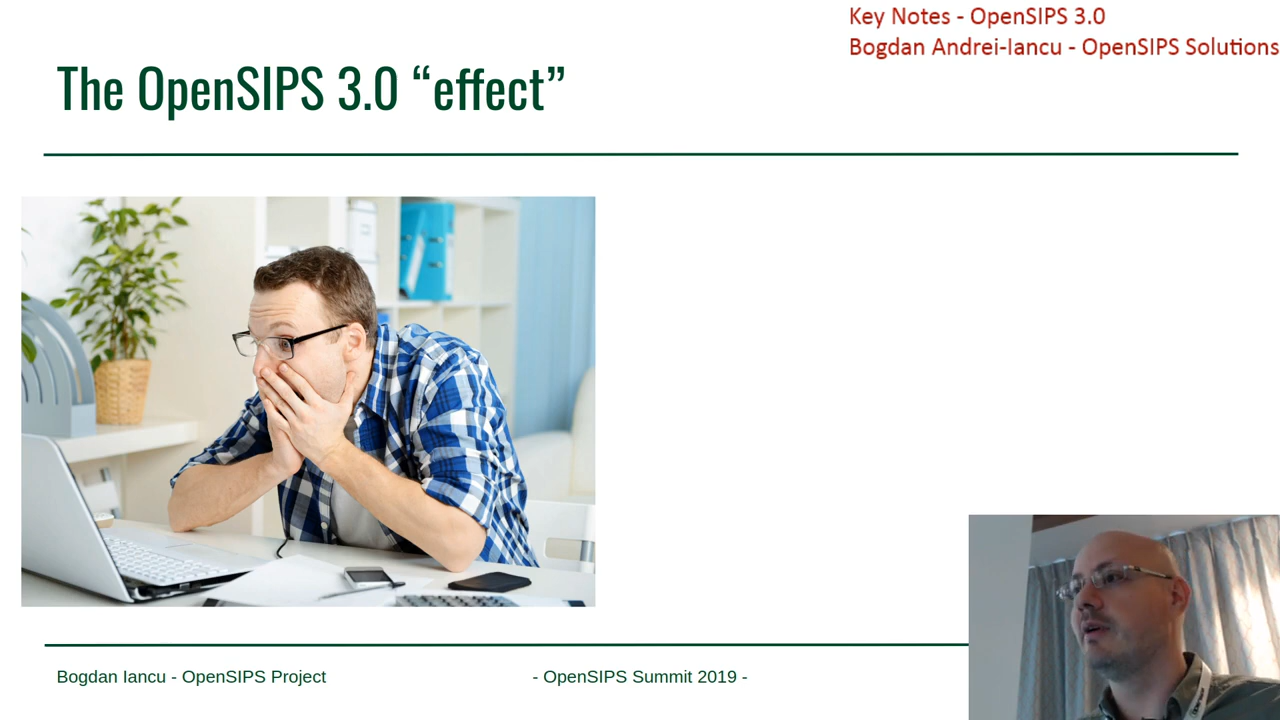 Key Notes - OpenSIPS 3.0
Bogdan Andrei-Iancu - OpenSIPS Solutions
The OpenSIPS 3.0 “effect”
Bogdan Iancu - OpenSIPS Project
- OpenSIPS Summit 2019 -